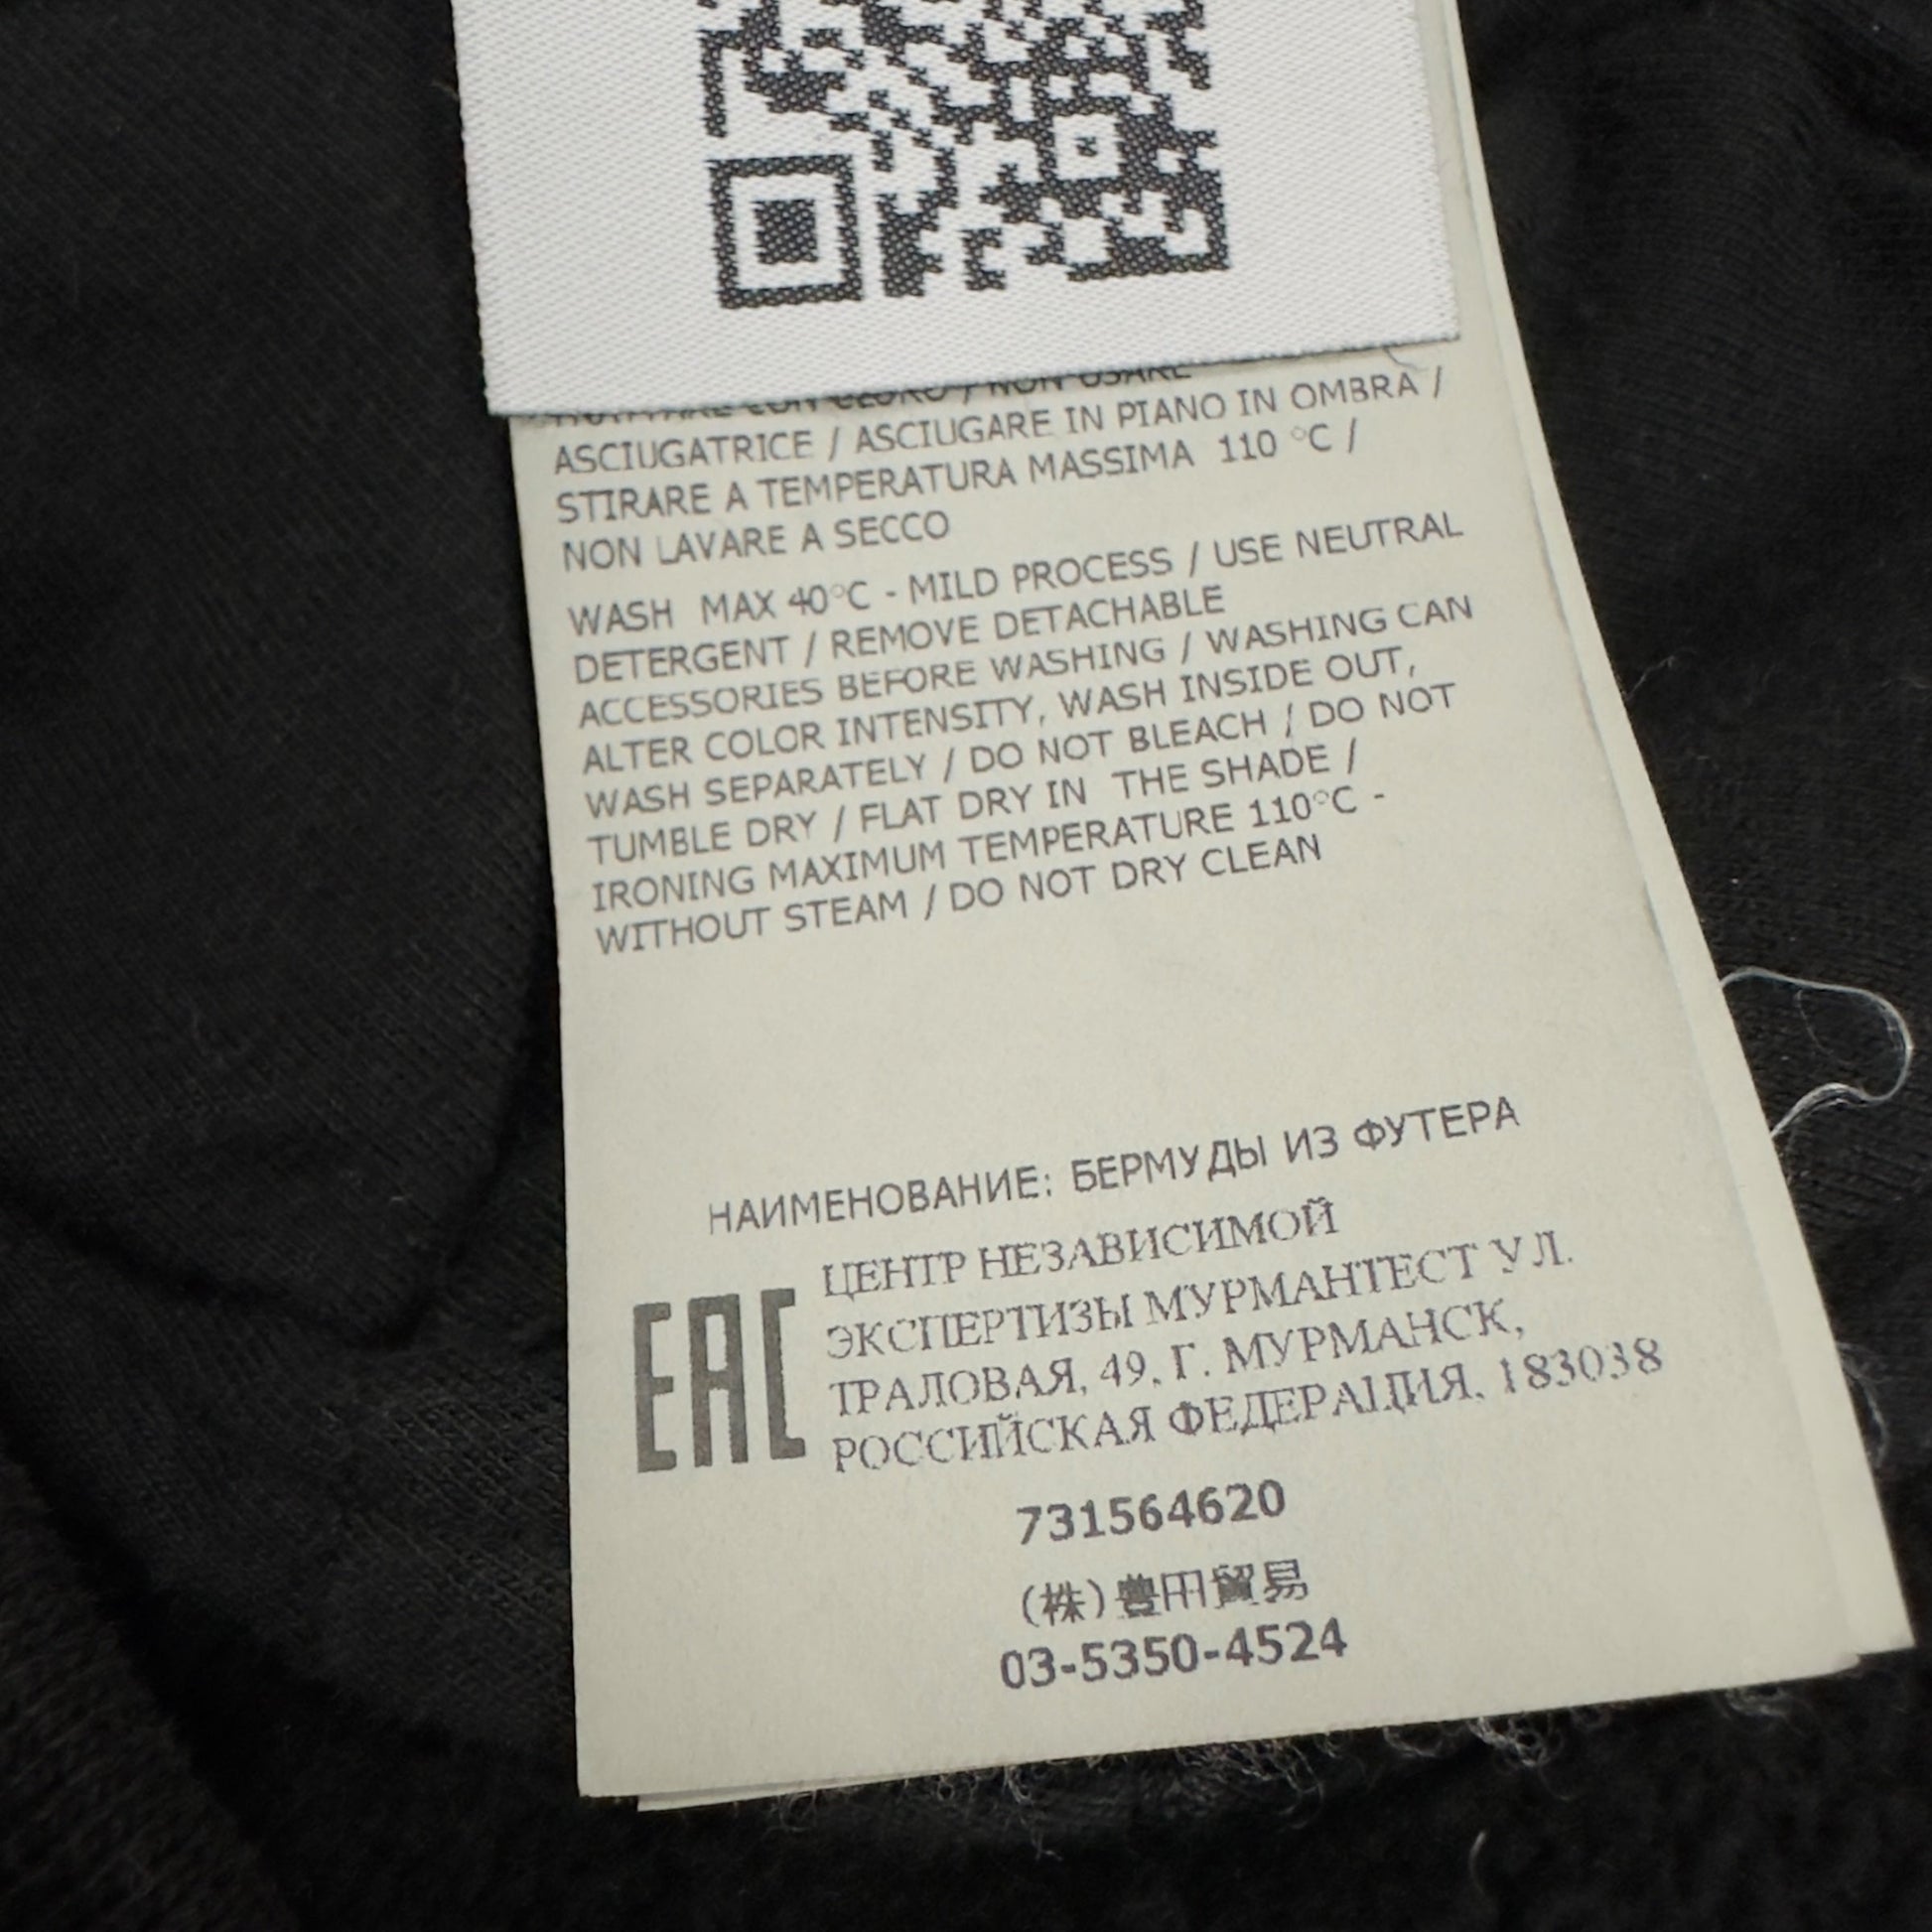 ASCIUGATRICE / ASCIUGARE IN PIANO IN OMBRA /
STIRARE A TEMPERATURA MASSIMA 110 °C /
NON LAVARE A SECCO
WASH MAX 40°C - MILD PROCESS / USE NEUTRAL
DETERGENT / REMOVE DETACHABLE
ACCESSORIES BEFORE WASHING / WASHING CAN
ALTER COLOR INTENSITY, WASH INSIDE OUT,
WASH SEPARATELY / DO NOT BLEACH / DO NOT
TUMBLE DRY / FLAT DRY IN THE SHADE /
IRONING MAXIMUM TEMPERATURE 110°C -
WITHOUT STEAM / DO NOT DRY CLEAN
НАИМЕНОВАНИЕ: БЕРМУДЫ ИЗ ФУТЕРА
EAC
ЦЕНТР НЕЗАВИСИМОЙ
ЭКСПЕРТИЗЫ МУРМАНТЕСТ УЛ.
ТРАЛОВАЯ, 49, Г. МУРМАНСК,
РОССИЙСКАЯ ФЕДЕРАЦИЯ, 183038
731564620
(株)豊田貿易
03-5350-4524